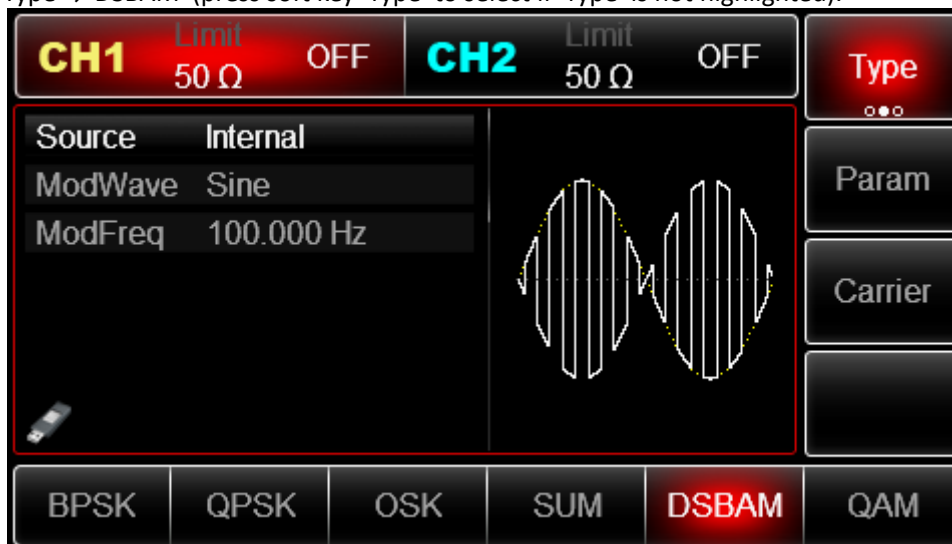 Type → DSBAM (press soft key Type to select if Type is not highlighted).
CH1 Limit 50 Ω OFF
CH2 Limit 50 Ω OFF
Type
Source Internal
ModWave Sine
ModFreq 100.000 Hz
Param
Carrier
BPSK QPSK OSK SUM DSBAM QAM